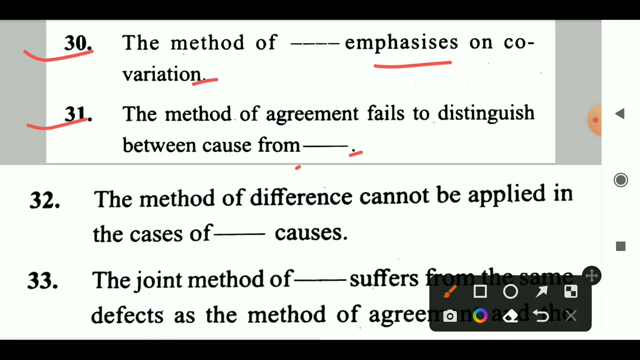 30. The method of ---- emphasises on co-
variation.
31. The method of agreement fails to distinguish
between cause from ——.
32. The method of difference cannot be applied in
the cases of —— causes.
33. The joint method of —— suffers from the same
defects as the method of agreement and the